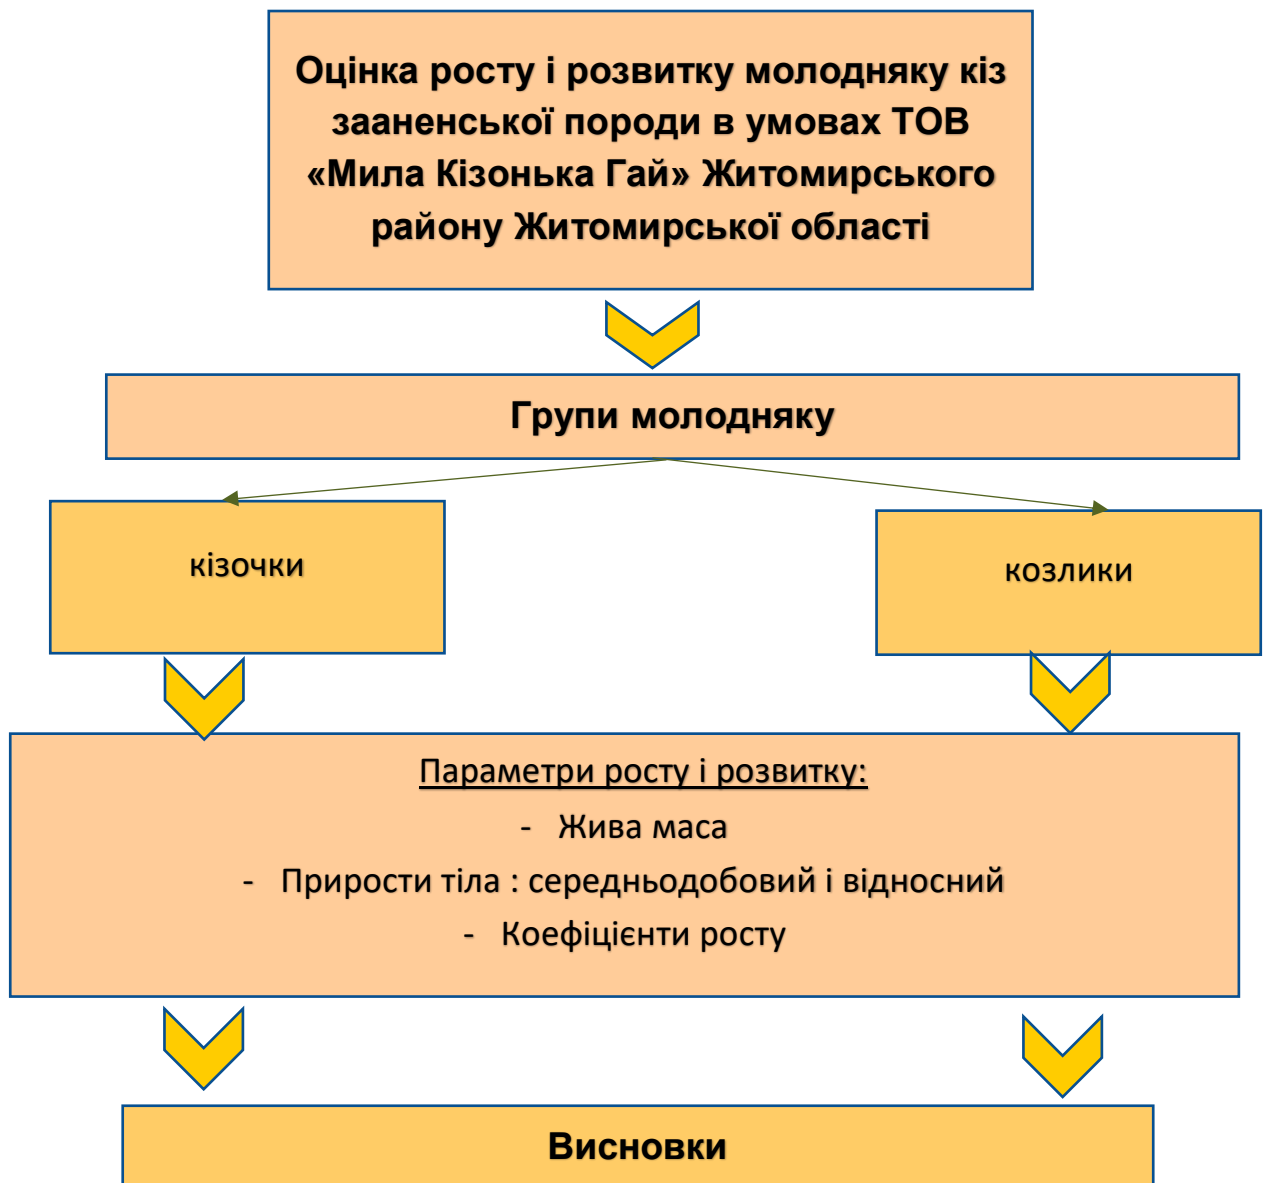 Оцінка росту і розвитку молодняку кіз
зааненської породи в умовах ТОВ
«Мила Кізонька Гай» Житомирського
району Житомирської області
Групи молодняку
кізочки
козлики
Параметри росту і розвитку:
- Жива маса
- Прирости тіла : середньодобовий і відносний
- Коефіцієнти росту
Висновки